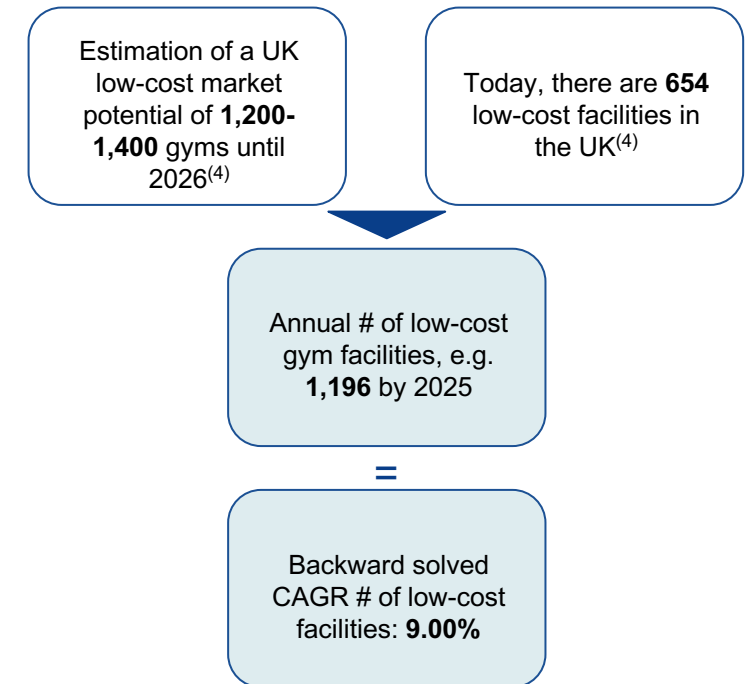 Estimation of a UK
low-cost market
potential of 1,200-
1,400 gyms until
2026(4)
Today, there are 654
low-cost facilities in
the UK(4)
Annual # of low-cost
gym facilities, e.g.
1,196 by 2025
=
Backward solved
CAGR # of low-cost
facilities: 9.00%